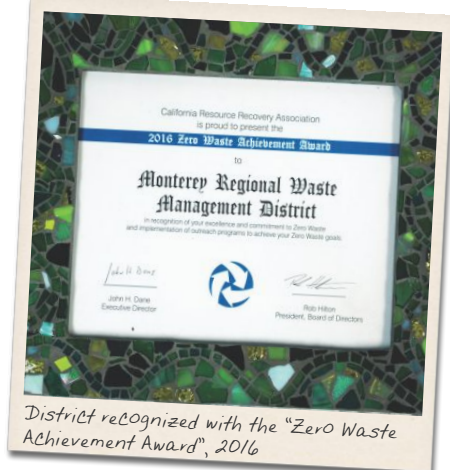 California Resource Recovery Association
is proud to present the
2016 Zero Waste Achievement Award
to
Monterey Regional Waste
Management District
in recognition of your excellence and commitment to Zero Waste
and implementation of outreach programs to achieve your Zero Waste goals.
John H. Dane
John H. Dane
Executive Director
Rob Hilton
President, Board of Directors
District recognized with the "Zero Waste
Achievement Award", 2016